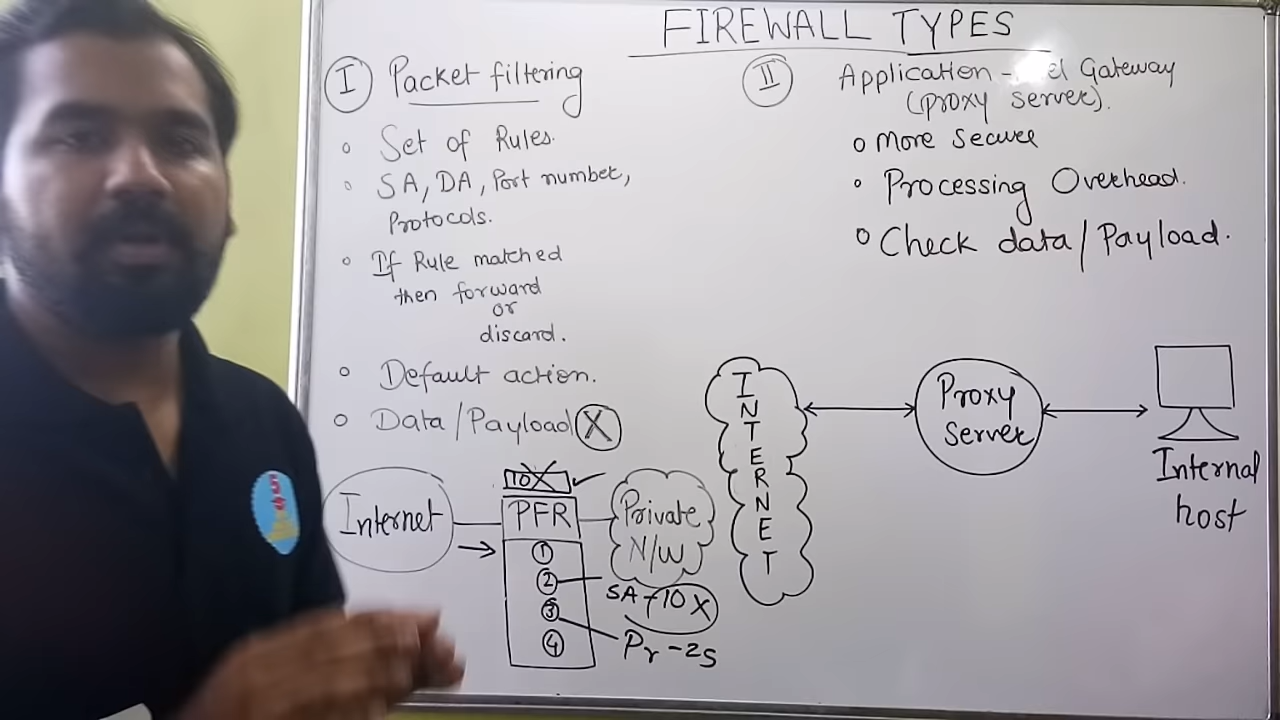 FIREWALL TYPES
I Packet filtering
Set of Rules.
SA, DA, Port number,
Protocols.
If Rule matched
then forward
or
discard.
Default action.
Data/Payload X
Internet
10X
PFR
1
2
3
4
Private
N/W
SA-10 X
Pr-25
II Application - Gateway
(Proxy Server).
More Secure
Processing Overhead.
Check data/Payload.
INTERNET
Proxy
Server
Internal
host